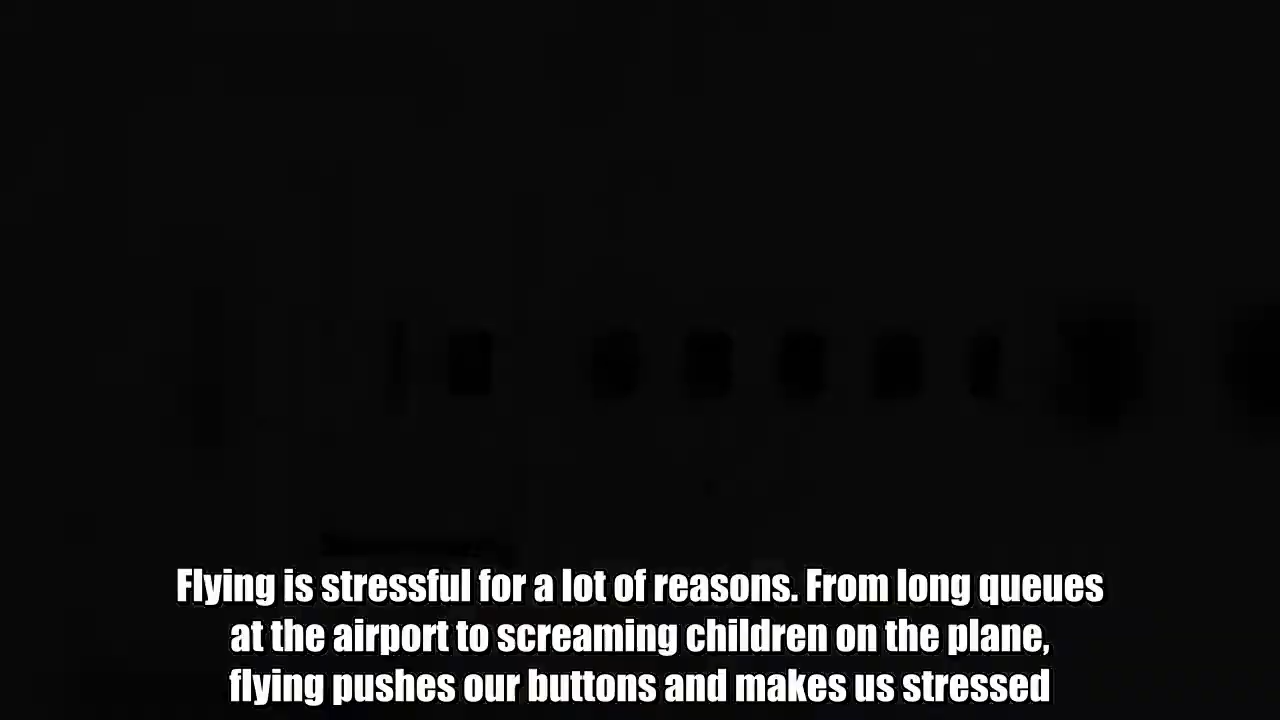 Flying is stressful for a lot of reasons. From long queues
at the airport to screaming children on the plane,
flying pushes our buttons and makes us stressed